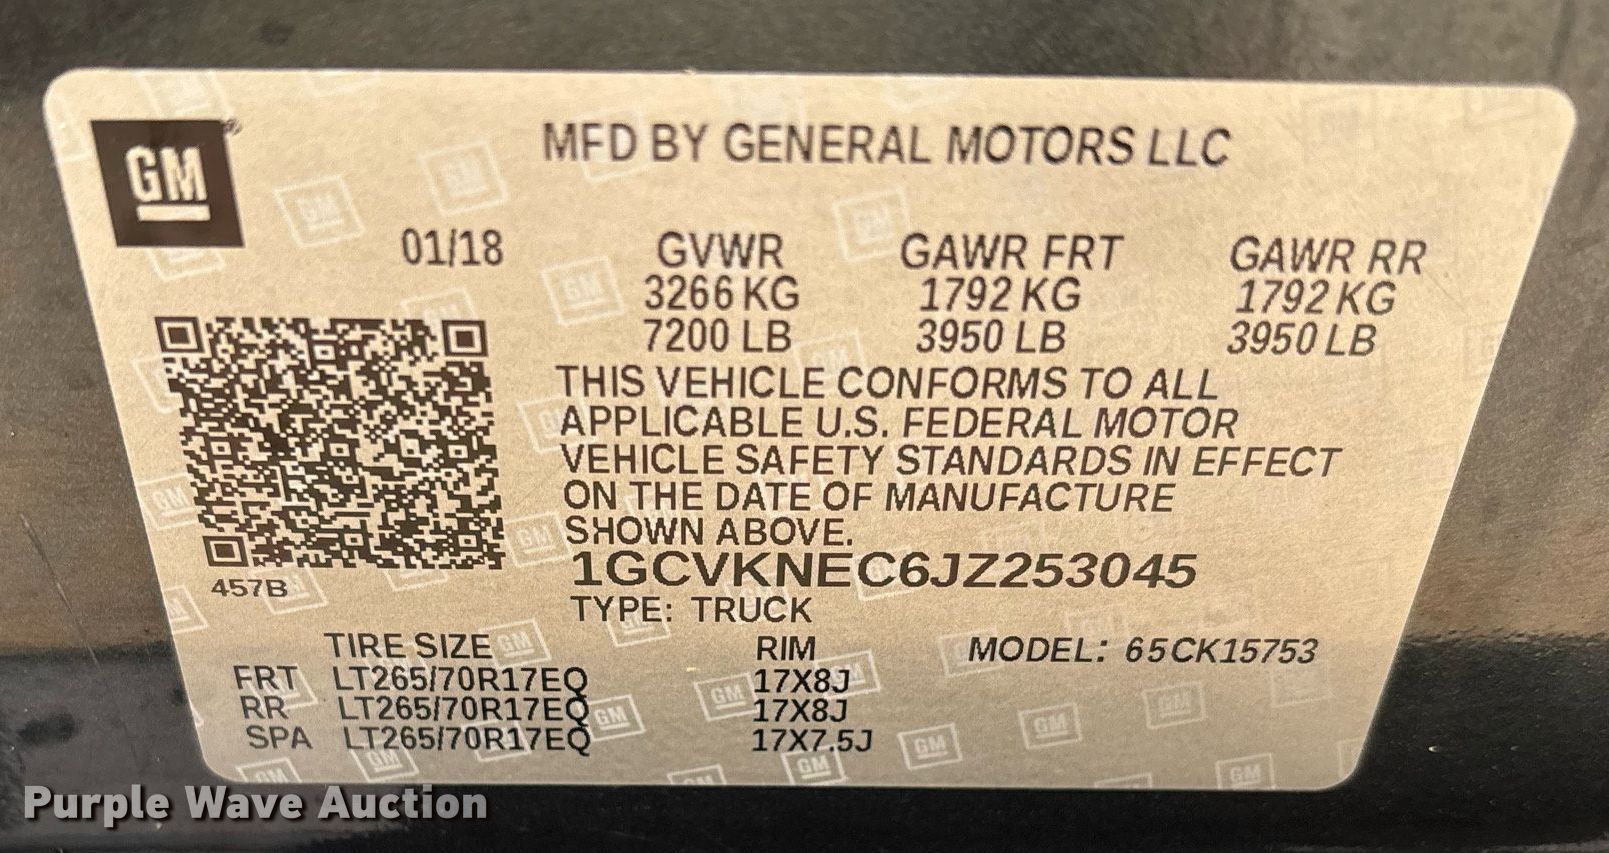 GM®
MFD BY GENERAL MOTORS LLC
01/18 GVWR GAWR FRT GAWR RR
3266 KG 1792 KG 1792 KG
7200 LB 3950 LB 3950 LB
THIS VEHICLE CONFORMS TO ALL
APPLICABLE U.S. FEDERAL MOTOR
VEHICLE SAFETY STANDARDS IN EFFECT
ON THE DATE OF MANUFACTURE
SHOWN ABOVE.
1GCVKNEC6JZ253045
457B
TYPE: TRUCK
TIRE SIZE RIM MODEL: 65CK15753
FRT LT265/70R17EQ 17X8J
RR LT265/70R17EQ 17X8J
SPA LT265/70R17EQ 17X7.5J
Purple Wave Auction